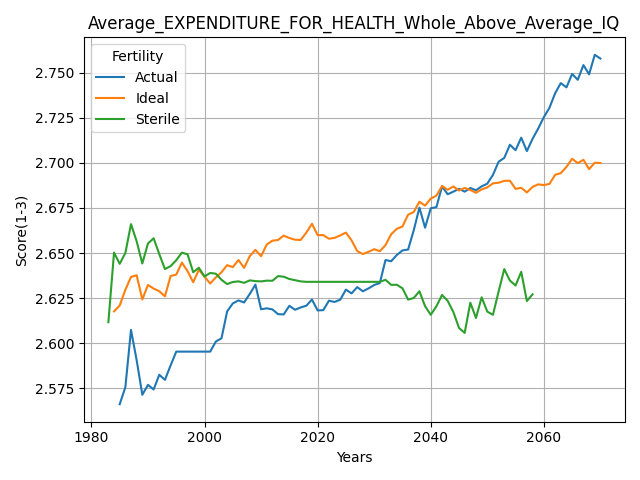 Average_EXPENDITURE_FOR_HEALTH_Whole_Above_Average_IQ
Fertility
Actual
Ideal
Sterile
Score(1-3)
2.750
2.725
2.700
2.675
2.650
2.625
2.600
2.575
1980
2000
2020
2040
2060
Years